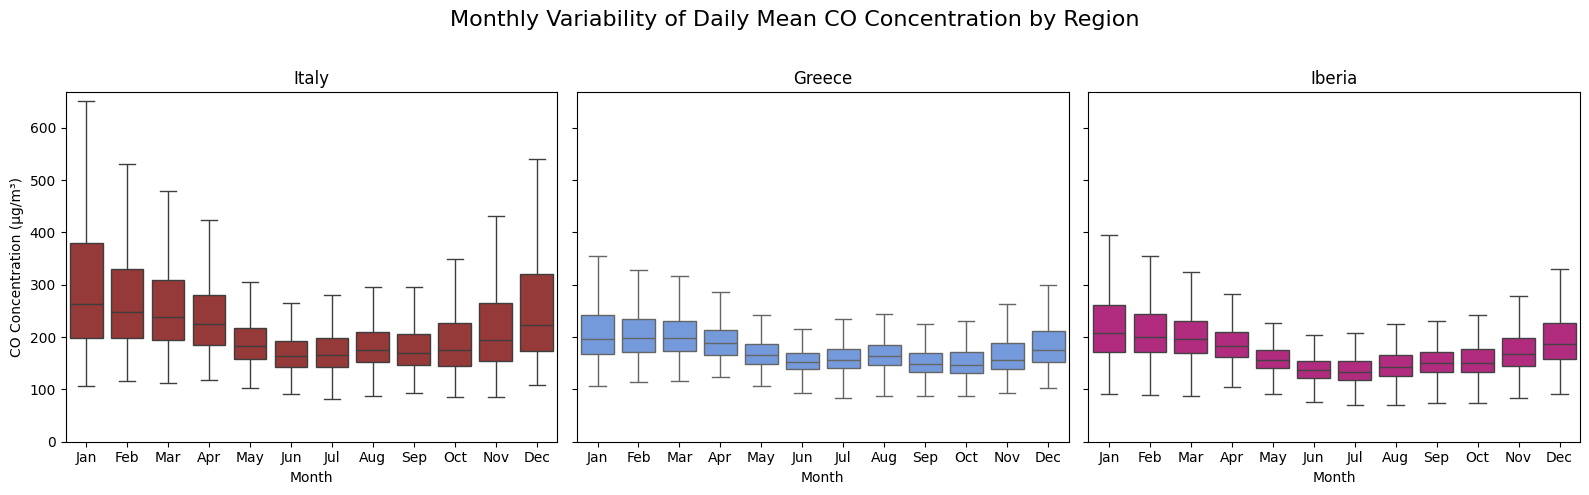 Monthly Variability of Daily Mean CO Concentration by Region
Italy
Greece
Iberia
CO Concentration (μg/m³)
600
500
400
300
200
100
0
Jan Feb Mar Apr May Jun Jul Aug Sep Oct Nov Dec
Jan Feb Mar Apr May Jun Jul Aug Sep Oct Nov Dec
Jan Feb Mar Apr May Jun Jul Aug Sep Oct Nov Dec
Month
Month
Month